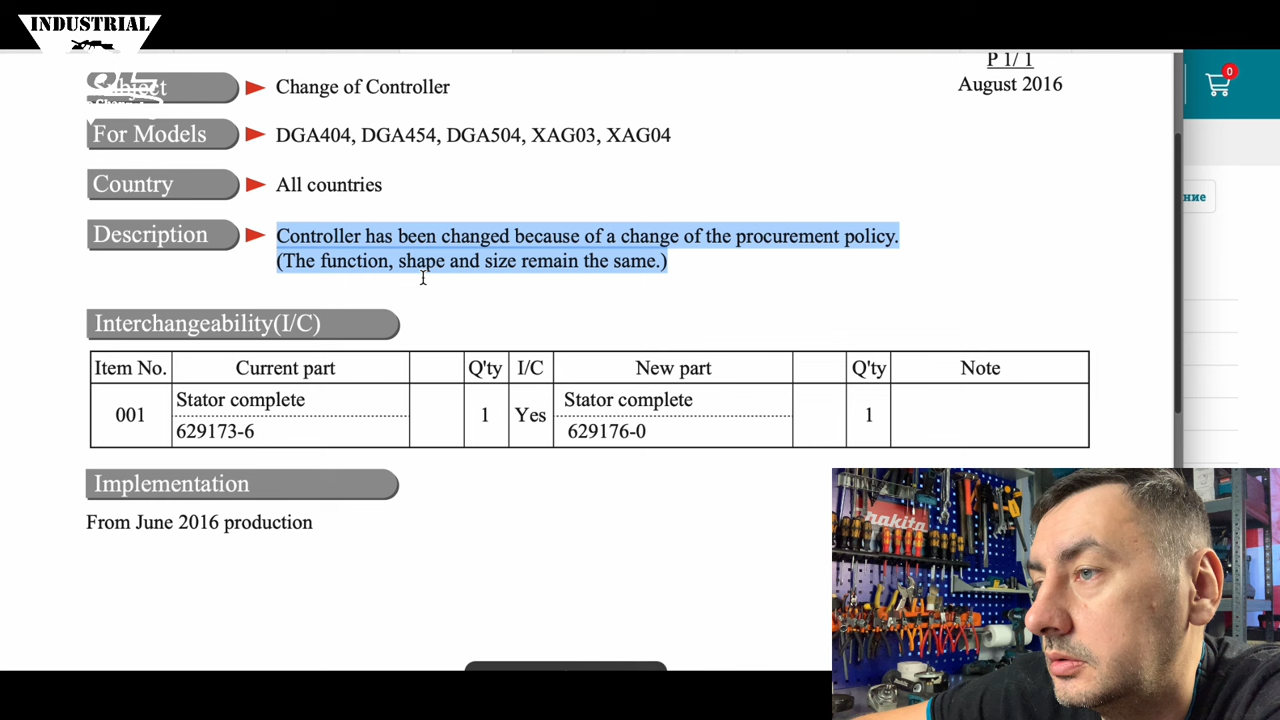 INDUSTRIAL
P 1/ 1
Subject
Change of Controller
August 2016
For Models
DGA404, DGA454, DGA504, XAG03, XAG04
Country
All countries
Description
Controller has been changed because of a change of the procurement policy.
(The function, shape and size remain the same.)
Interchangeability(I/C)
Item No. Current part Q'ty I/C New part Q'ty Note
001 Stator complete 1 Yes Stator complete 1
629173-6 629176-0
Implementation
From June 2016 production
0
ние
makita